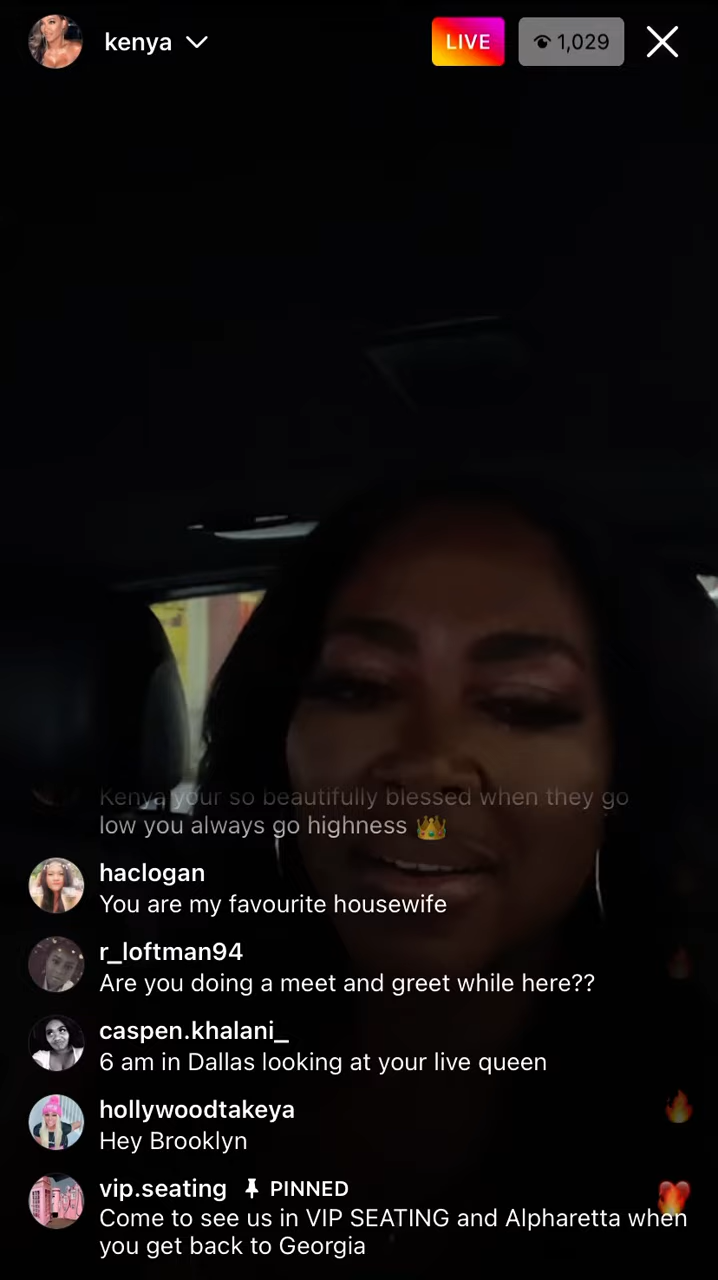 kenya
LIVE
1,029
Kenya your so beautifully blessed when they go
low you always go highness 👑
haclogan
You are my favourite housewife
r_loftman94
Are you doing a meet and greet while here??
caspen.khalani_
6 am in Dallas looking at your live queen
hollywoodtakeya
Hey Brooklyn
vip.seating PINNED
Come to see us in VIP SEATING and Alpharetta when
you get back to Georgia